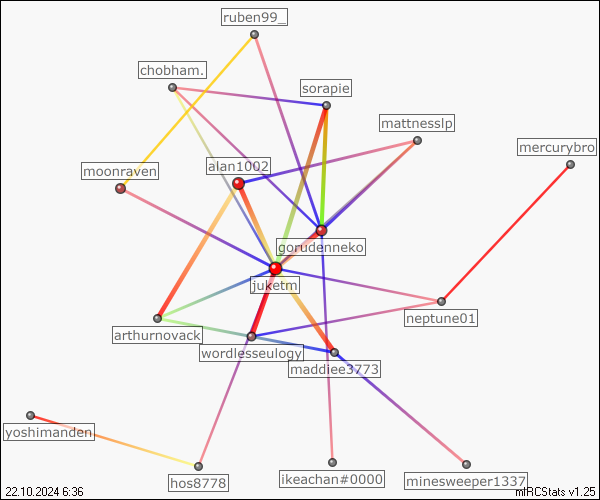 ruben99_
chobham.
sorapie
mattnesslp
mercurybro
alan1002
moonraven
gorudenneko
juketm
neptune01
arthurnovack
wordlesseulogy
maddiee3773
yoshimanden
hos8778
ikeachan#0000
minesweeper1337
22.10.2024 6:36
mIRCStats v1.25